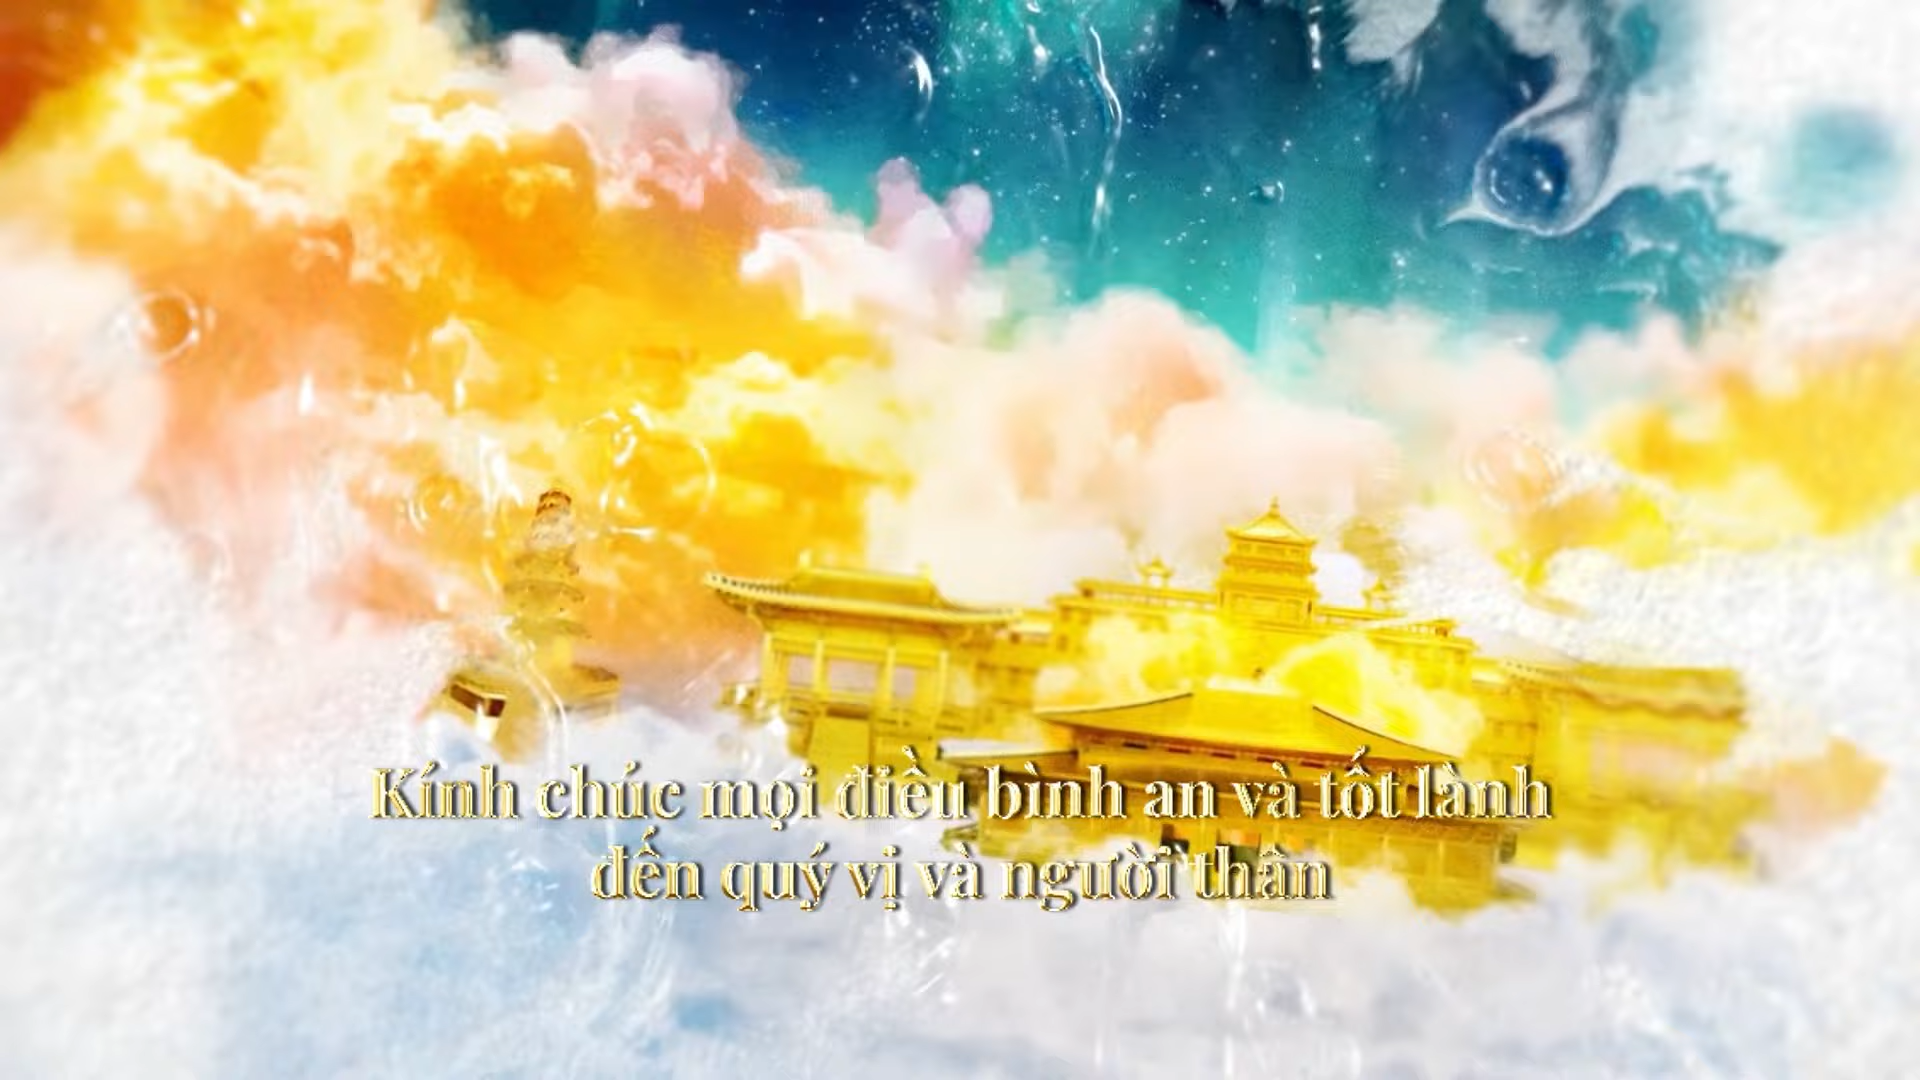 Kính chúc mọi điều bình an và tốt lành
đến quý vị và người thân